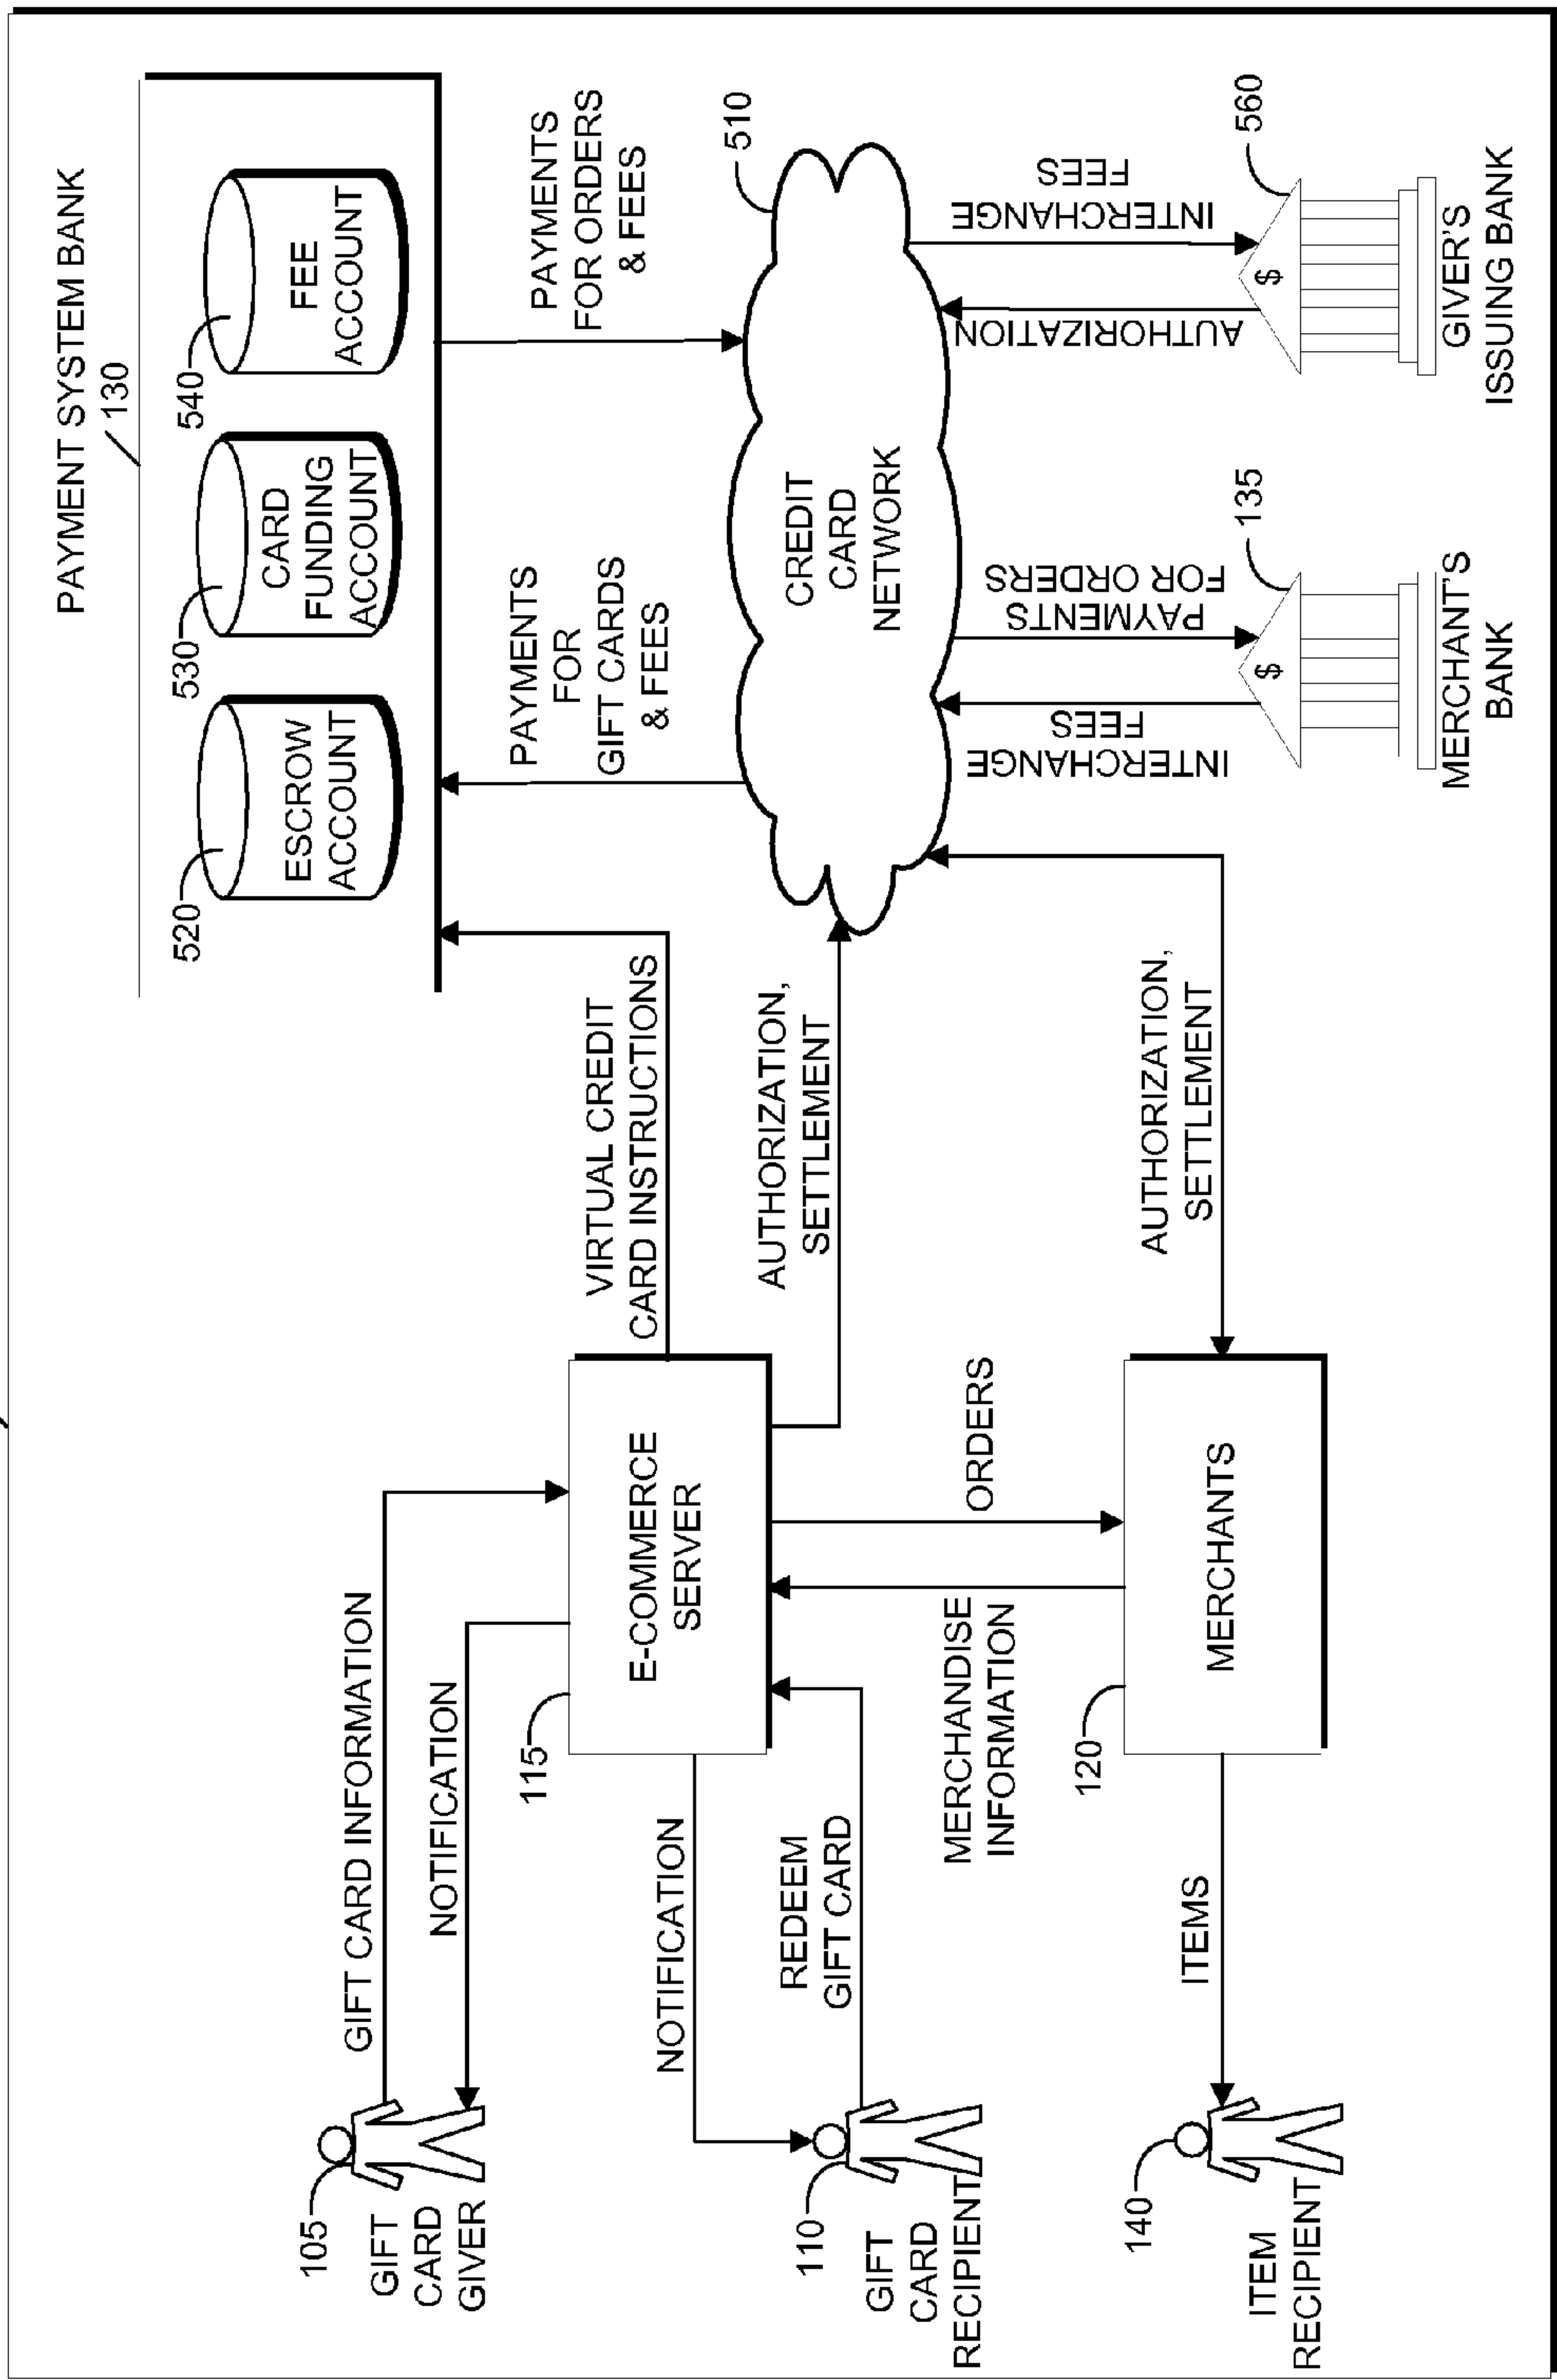 PAYMENT SYSTEM BANK
130
520
ESCROW
ACCOUNT
530
CARD
FUNDING
ACCOUNT
540
FEE
ACCOUNT
105
GIFT
CARD
GIVER
GIFT CARD INFORMATION
NOTIFICATION
115
E-COMMERCE
SERVER
VIRTUAL CREDIT
CARD INSTRUCTIONS
PAYMENTS
FOR
GIFT CARDS
& FEES
PAYMENTS
FOR ORDERS
& FEES
510
110
GIFT
CARD
RECIPIENT
NOTIFICATION
REDEEM
GIFT CARD
AUTHORIZATION,
SETTLEMENT
CREDIT
CARD
NETWORK
MERCHANDISE
INFORMATION
ORDERS
INTERCHANGE
FEES
PAYMENTS
FOR ORDERS
AUTHORIZATION
INTERCHANGE
FEES
140
ITEM
RECIPIENT
ITEMS
120
MERCHANTS
AUTHORIZATION,
SETTLEMENT
135
$
MERCHANT'S
BANK
560
$
GIVER'S
ISSUING BANK